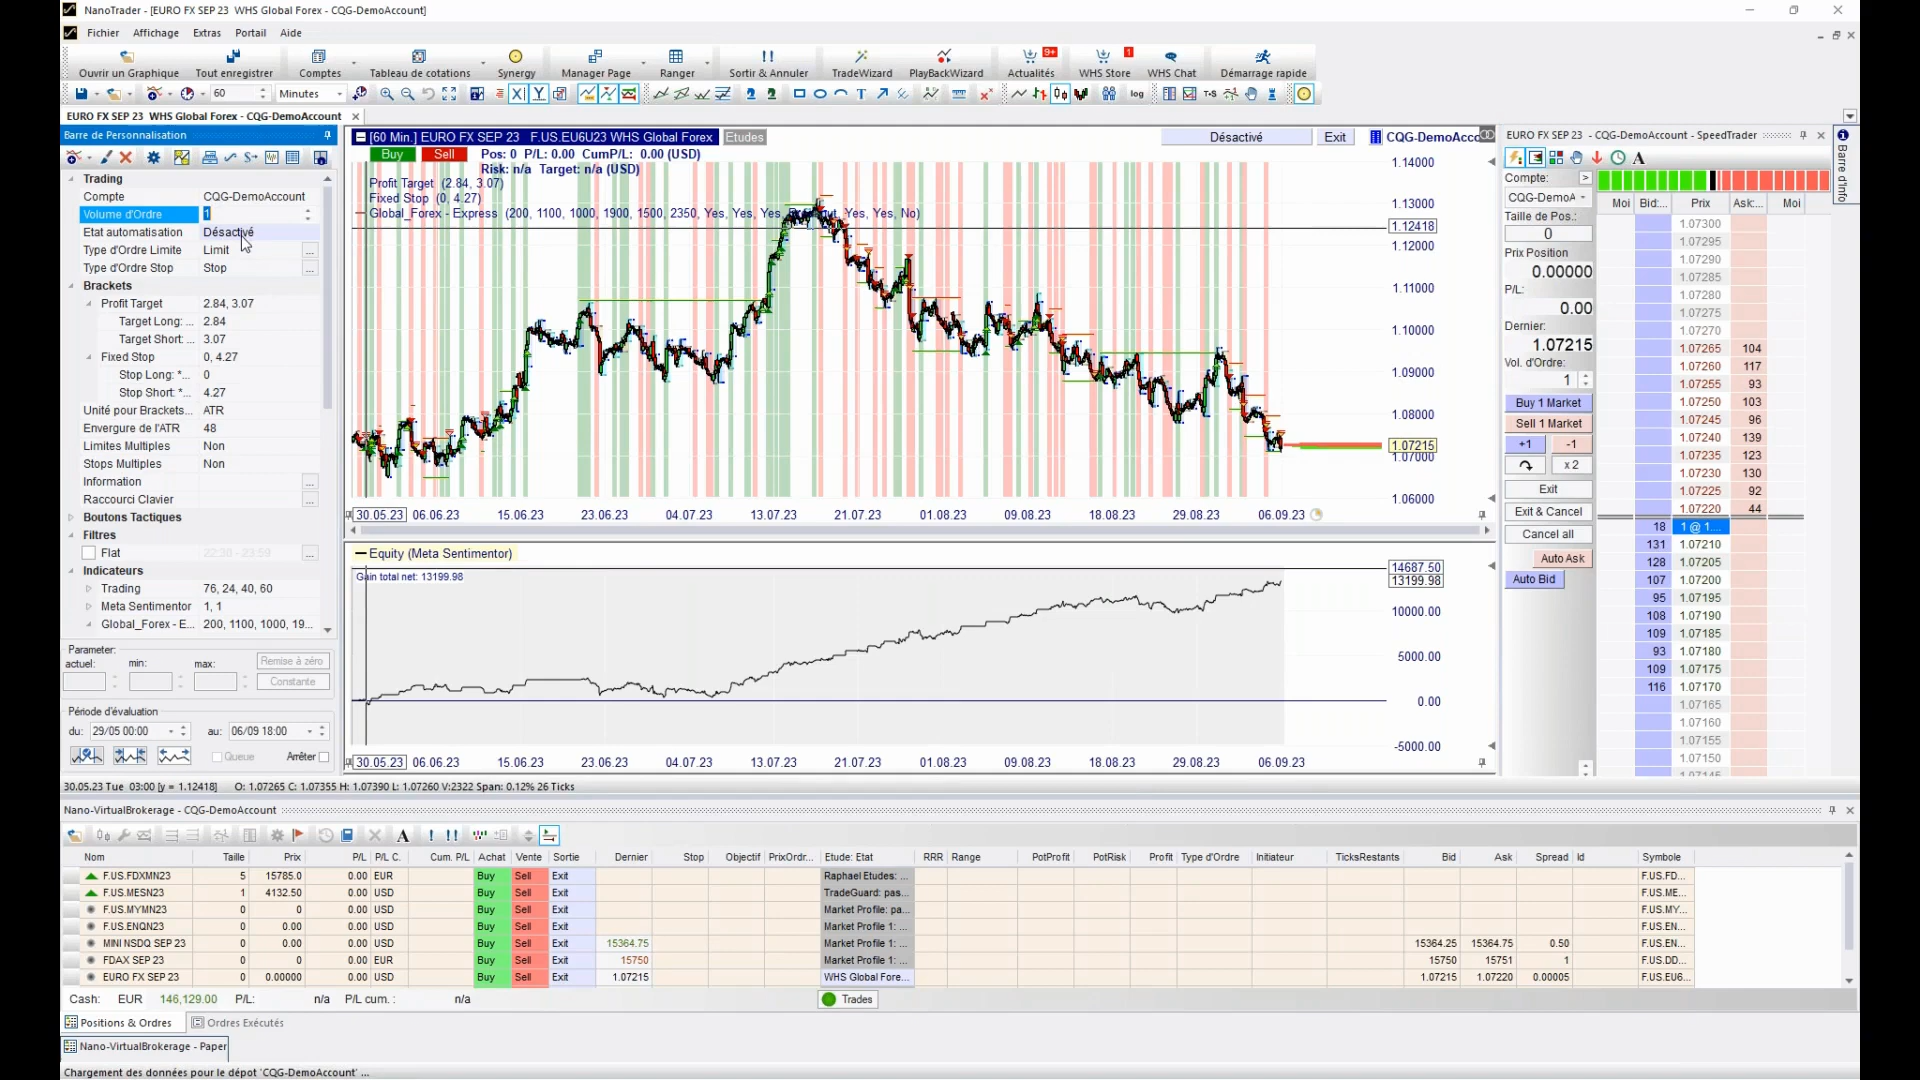 NanoTrader - [EURO FX SEP 23  WHS Global Forex - CQG-DemoAccount]
Fichier Affichage Extras Portail Aide
Ouvrir un Graphique Tout enregistrer Comptes Tableau de cotations Synergy Manager Page Ranger Sortir & Annuler TradeWizard PlayBackWizard Actualités 9+ WHS Store 1 WHS Chat Démarrage rapide
60 Minutes log T-S
EURO FX SEP 23  WHS Global Forex - CQG-DemoAccount
Barre de Personnalisation
Trading
Compte CQG-DemoAccount
Volume d'Ordre 1
Etat automatisation Désactivé
Type d'Ordre Limite Limit ...
Type d'Ordre Stop Stop ...
Brackets
Profit Target 2.84, 3.07
Target Long: ... 2.84
Target Short: ... 3.07
Fixed Stop 0, 4.27
Stop Long: *... 0
Stop Short: *... 4.27
Unité pour Brackets... ATR
Envergure de l'ATR 48
Limites Multiples Non
Stops Multiples Non
Information ...
Raccourci Clavier ...
Boutons Tactiques
Filtres
Flat 22:30 - 23:59 ...
Indicateurs
Trading 76, 24, 40, 60
Meta Sentimentor 1, 1
Global_Forex - E... 200, 1100, 1000, 19...
Parameter:
actuel: min: max: Remise à zéro
Constante
Période d'évaluation
du: 29/05 00:00 au: 06/09 18:00
Queue Arrêter
[60 Min.] EURO FX SEP 23  F.US.EU6U23 WHS Global Forex Etudes Désactivé Exit CQG-DemoAcco
Buy Sell Pos: 0  P/L: 0.00  CumP/L:  0.00 (USD)
Risk: n/a  Target: n/a (USD)
Profit Target  (2.84, 3.07)
Fixed Stop  (0, 4.27)
Global_Forex - Express  (200, 1100, 1000, 1900, 1500, 2350, Yes, Yes, Yes, Yes, Yes, No)
1.14000
1.13000
1.12418
1.12000
1.11000
1.10000
1.09000
1.08000
1.07215
1.07000
1.06000
30.05.23 06.06.23 15.06.23 23.06.23 04.07.23 13.07.23 21.07.23 01.08.23 09.08.23 18.08.23 29.08.23 06.09.23
Equity (Meta Sentimentor)
Gain total net: 13199.98
14687.50
13199.98
10000.00
5000.00
0.00
-5000.00
30.05.23 06.06.23 15.06.23 23.06.23 04.07.23 13.07.23 21.07.23 01.08.23 09.08.23 18.08.23 29.08.23 06.09.23
30.05.23 Tue  03:00 [y = 1.12418]  O: 1.07265 C: 1.07355 H: 1.07390 L: 1.07260 V:2322 Span: 0.12% 26 Ticks
EURO FX SEP 23  - CQG-DemoAccount - SpeedTrader
Barre d'info
Compte: >
CQG-DemoA
Taille de Pos.:
0
Prix Position
0.00000
P/L:
0.00
Dernier:
1.07215
Vol. d'Ordre:
1
Buy 1 Market
Sell 1 Market
+1 -1
x 2
Exit
Exit & Cancel
Cancel all
Auto Ask
Auto Bid
Moi Bid:... Prix Ask:... Moi
1.07300
1.07295
1.07290
1.07285
1.07280
1.07275
1.07270
1.07265 104
1.07260 117
1.07255 93
1.07250 103
1.07245 96
1.07240 139
1.07235 123
1.07230 130
1.07225 92
1.07220 44
18 1 @ 1....
131 1.07210
128 1.07205
107 1.07200
95 1.07195
108 1.07190
109 1.07185
93 1.07180
109 1.07175
116 1.07170
1.07165
1.07160
1.07155
1.07150
1.07145
Nano-VirtualBrokerage - CQG-DemoAccount
Nom Taille Prix P/L P/L C. Cum. P/L Achat Vente Sortie Dernier Stop Objectif PrixOrdr... Etude: Etat RRR Range PotProfit PotRisk Profit Type d'Ordre Initiateur TicksRestants Bid Ask Spread Id Symbole
F.US.FDXMN23 5 15785.0 0.00 EUR Buy Sell Exit Raphael Etudes: ... F.US.FD...
F.US.MESN23 1 4132.50 0.00 USD Buy Sell Exit TradeGuard: pas... F.US.ME...
F.US.MYMN23 0 0 0.00 USD Buy Sell Exit Market Profile: pa... F.US.MY...
F.US.ENQN23 0 0.00 0.00 USD Buy Sell Exit Market Profile 1: ... F.US.EN...
MINI NSDQ SEP 23 0 0.00 0.00 USD Buy Sell Exit 15364.75 Market Profile 1: ... 15364.25 15364.75 0.50 F.US.EN...
FDAX SEP 23 0 0 0.00 EUR Buy Sell Exit 15750 Market Profile 1: ... 15750 15751 1 F.US.DD...
EURO FX SEP 23 0 0.00000 0.00 USD Buy Sell Exit 1.07215 WHS Global Fore... 1.07215 1.07220 0.00005 F.US.EU6
Cash: EUR 146,129.00 P/L: n/a P/L cum. : n/a Trades
Positions & Ordres Ordres Exécutés
Nano-VirtualBrokerage - Paper
Chargement des données pour le dépot 'CQG-DemoAccount' ...